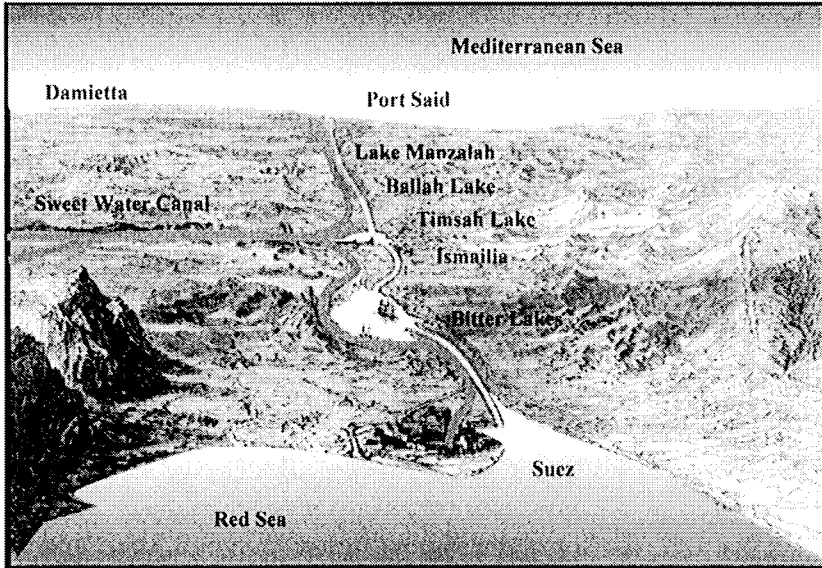 Mediterranean Sea
Damietta
Port Said
Lake Manzalah
Ballah Lake
Sweet Water Canal
Timsah Lake
Ismailia
Bitter Lake
Suez
Red Sea